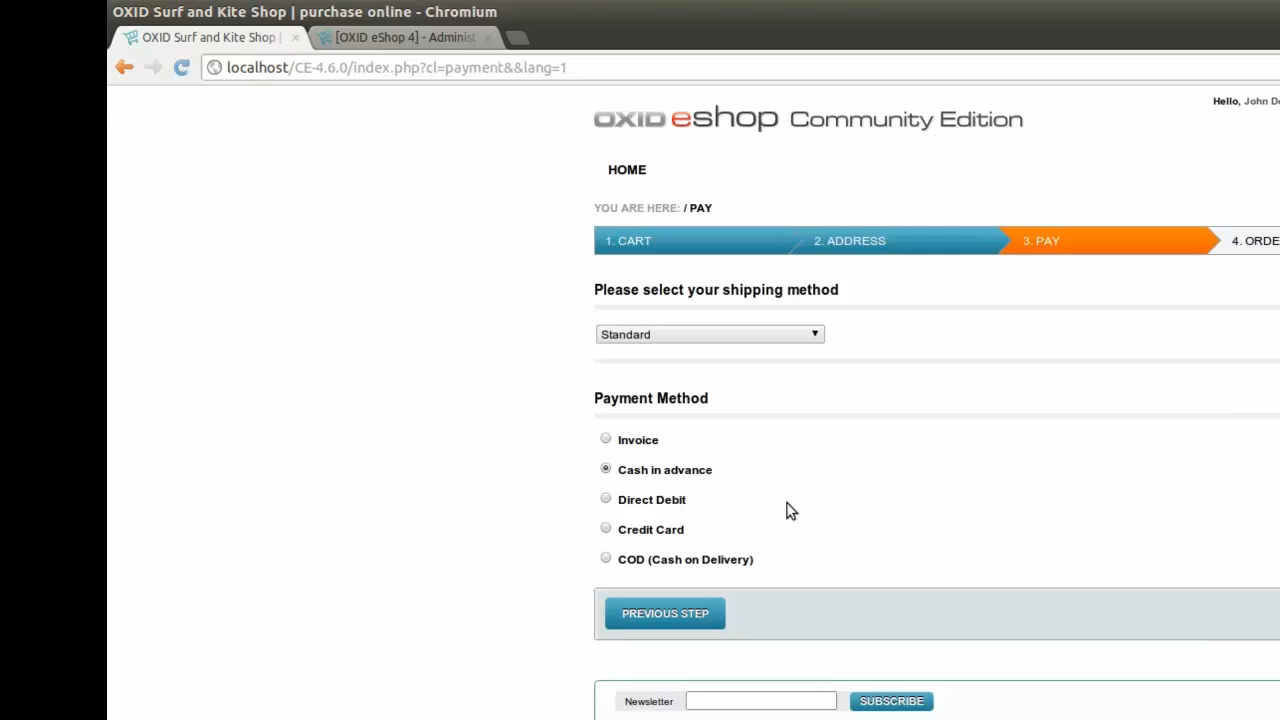 OXID Surf and Kite Shop | purchase online - Chromium
OXID Surf and Kite Shop |
[OXID eShop 4] - Administ
localhost/CE-4.6.0/index.php?cl=payment&&lang=1
Hello, John D
OXID eshop Community Edition
HOME
YOU ARE HERE: / PAY
1. CART 2. ADDRESS 3. PAY 4. ORDE
Please select your shipping method
Standard
Payment Method
Invoice
Cash in advance
Direct Debit
Credit Card
COD (Cash on Delivery)
PREVIOUS STEP
Newsletter SUBSCRIBE